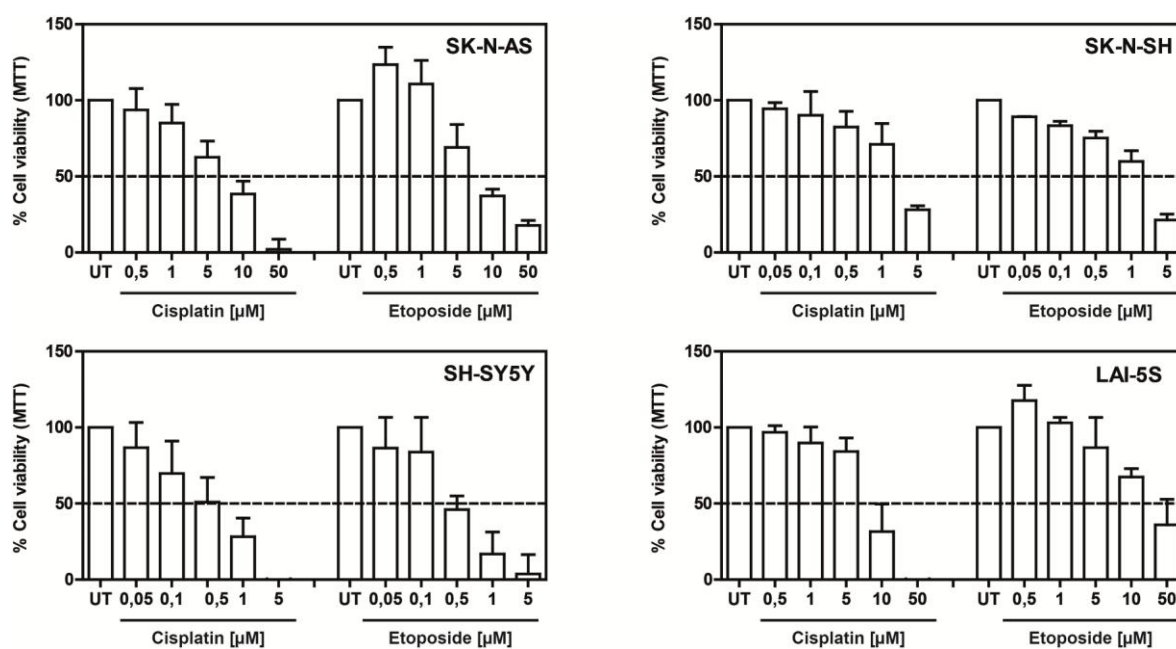 150
100
50
0
% Cell viability (MTT)
SK-N-AS
UT 0,5 1 5 10 50 UT 0,5 1 5 10 50
Cisplatin [µM] Etoposide [µM]
150
100
50
0
% Cell viability (MTT)
SK-N-SH
UT 0,05 0,1 0,5 1 5 UT 0,05 0,1 0,5 1 5
Cisplatin [µM] Etoposide [µM]
150
100
50
0
% Cell viability (MTT)
SH-SY5Y
UT 0,05 0,1 0,5 1 5 UT 0,05 0,1 0,5 1 5
Cisplatin [µM] Etoposide [µM]
150
100
50
0
% Cell viability (MTT)
LAI-5S
UT 0,5 1 5 10 50 UT 0,5 1 5 10 50
Cisplatin [µM] Etoposide [µM]